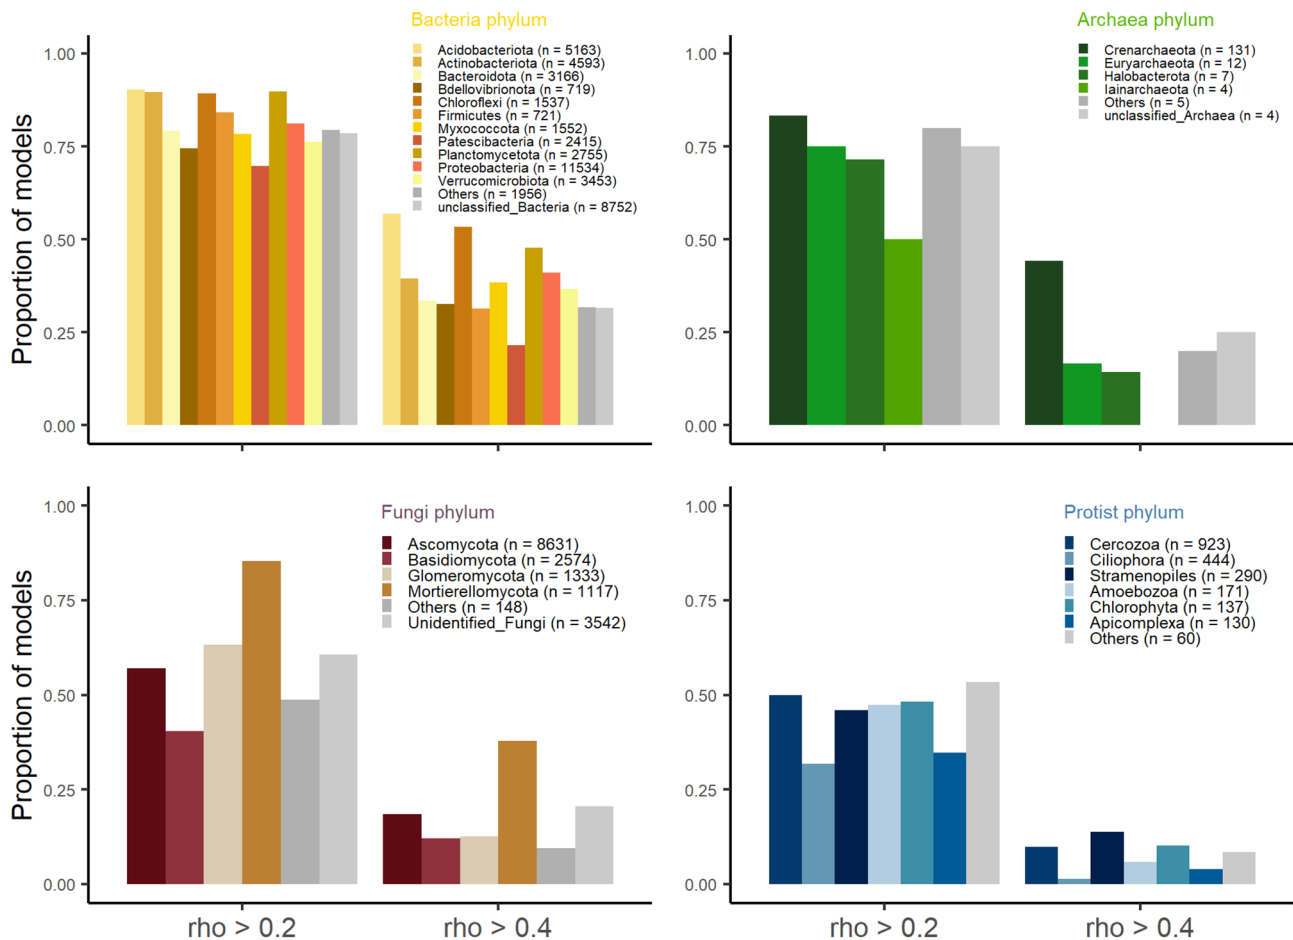 Bacteria phylum
Acidobacteriota (n = 5163)
Actinobacteriota (n = 4593)
Bacteroidota (n = 3166)
Bdellovibrionota (n = 719)
Chloroflexi (n = 1537)
Firmicutes (n = 721)
Myxococcota (n = 1552)
Patescibacteria (n = 2415)
Planctomycetota (n = 2755)
Proteobacteria (n = 11534)
Verrucomicrobiota (n = 3453)
Others (n = 1956)
unclassified_Bacteria (n = 8752)
Proportion of models
1.00
0.75
0.50
0.25
0.00
Archaea phylum
Crenarchaeota (n = 131)
Euryarchaeota (n = 12)
Halobacterota (n = 7)
Iainarchaeota (n = 4)
Others (n = 5)
unclassified_Archaea (n = 4)
1.00
0.75
0.50
0.25
0.00
Fungi phylum
Ascomycota (n = 8631)
Basidiomycota (n = 2574)
Glomeromycota (n = 1333)
Mortierellomycota (n = 1117)
Others (n = 148)
Unidentified_Fungi (n = 3542)
Proportion of models
1.00
0.75
0.50
0.25
0.00
rho > 0.2
rho > 0.4
Protist phylum
Cercozoa (n = 923)
Ciliophora (n = 444)
Stramenopiles (n = 290)
Amoebozoa (n = 171)
Chlorophyta (n = 137)
Apicomplexa (n = 130)
Others (n = 60)
1.00
0.75
0.50
0.25
0.00
rho > 0.2
rho > 0.4